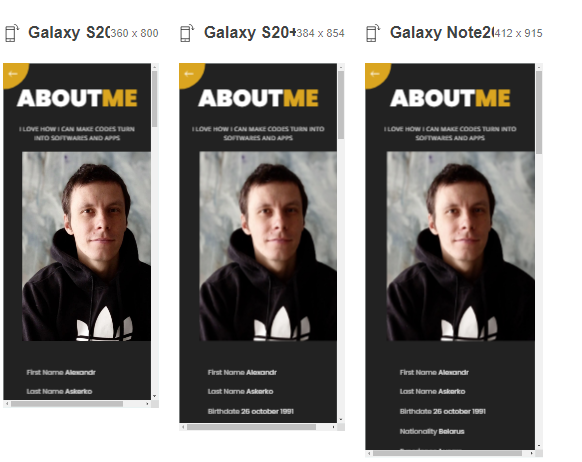 Galaxy S20 360 x 800
ABOUTME
I LOVE HOW I CAN MAKE CODES TURN
INTO SOFTWARES AND APPS
First Name Alexandr
Last Name Askerko
Galaxy S20+ 384 x 854
ABOUTME
I LOVE HOW I CAN MAKE CODES TURN INTO
SOFTWARES AND APPS
First Name Alexandr
Last Name Askerko
Birthdate 26 october 1991
Galaxy Note20 412 x 915
ABOUTME
I LOVE HOW I CAN MAKE CODES TURN INTO
SOFTWARES AND APPS
First Name Alexandr
Last Name Askerko
Birthdate 26 october 1991
Nationality Belarus